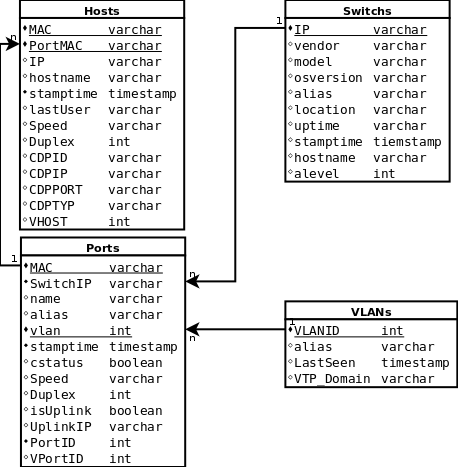 Hosts
MAC varchar
PortMAC varchar
IP varchar
hostname varchar
stamptime timestamp
lastUser varchar
Speed varchar
Duplex int
CDPID varchar
CDPIP varchar
CDPPORT varchar
CDPTYP varchar
VHOST int
n
1
Switchs
IP varchar
vendor varchar
model varchar
osversion varchar
alias varchar
location varchar
uptime varchar
stamptime tiemstamp
hostname varchar
alevel int
1
n
Ports
MAC varchar
SwitchIP varchar
name varchar
alias varchar
vlan int
stamptime timestamp
cstatus boolean
Speed varchar
Duplex int
isUplink boolean
UplinkIP varchar
PortID int
VPortID int
n
1
VLANs
VLANID int
alias varchar
LastSeen timestamp
VTP_Domain varchar